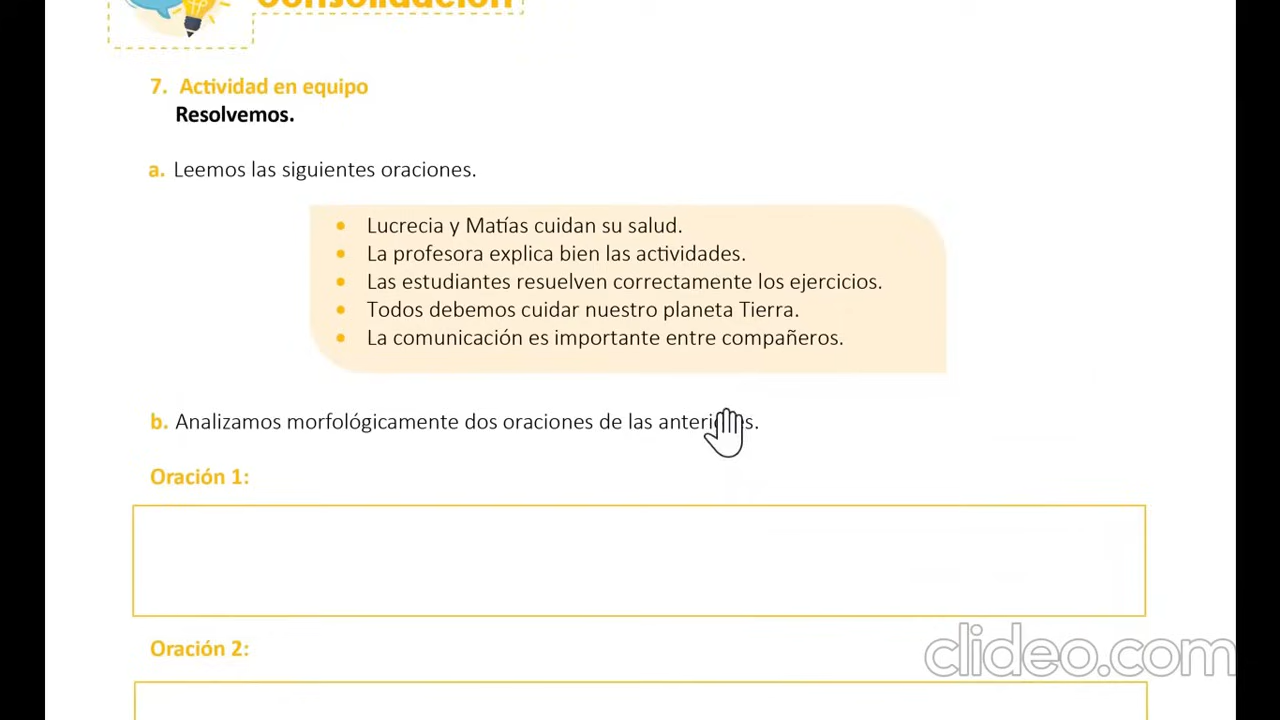 Consolidación
7. Actividad en equipo
Resolvemos.
a. Leemos las siguientes oraciones.
• Lucrecia y Matías cuidan su salud.
• La profesora explica bien las actividades.
• Las estudiantes resuelven correctamente los ejercicios.
• Todos debemos cuidar nuestro planeta Tierra.
• La comunicación es importante entre compañeros.
b. Analizamos morfológicamente dos oraciones de las anteriores.
Oración 1:
Oración 2:
clideo.com